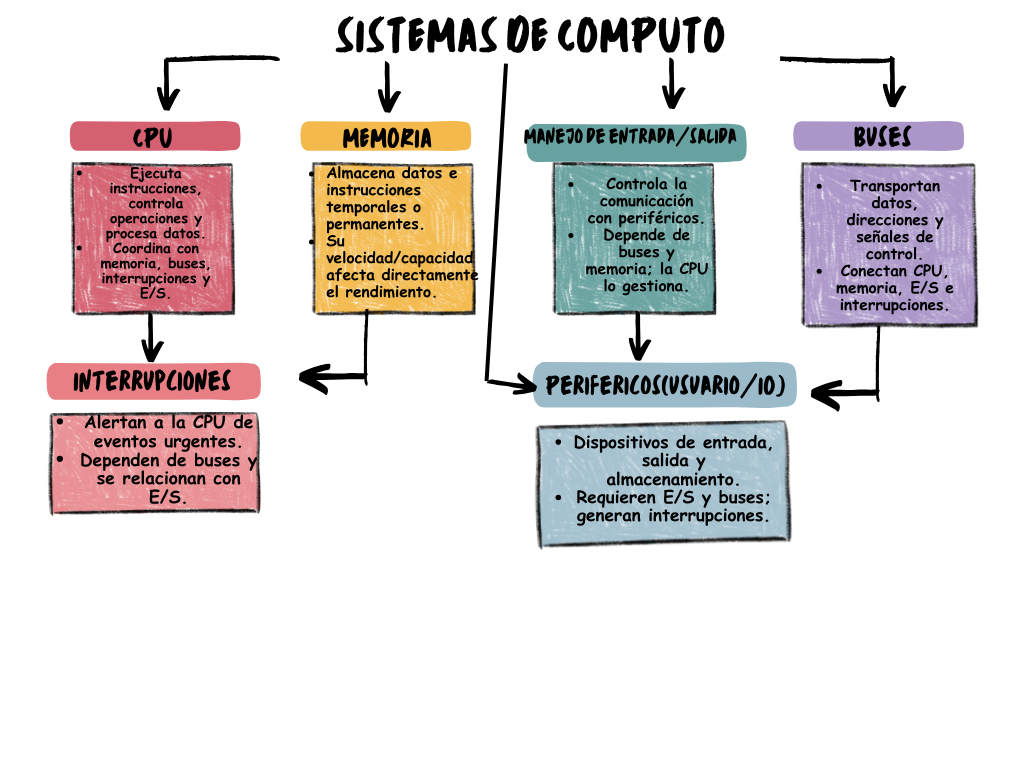 SISTEMAS DE COMPUTO
CPU
• Ejecuta
instrucciones,
controla
operaciones y
procesa datos.
• Coordina con
memoria, buses,
interrupciones y
E/S.
MEMORIA
• Almacena datos e
instrucciones
temporales o
permanentes.
• Su
velocidad/capacidad
afecta directamente
el rendimiento.
MANEJO DE ENTRADA/SALIDA
• Controla la
comunicación
con periféricos.
• Depende de
buses y
memoria; la CPU
lo gestiona.
BUSES
• Transportan
datos,
direcciones y
señales de
control.
• Conectan CPU,
memoria, E/S e
interrupciones.
INTERRUPCIONES
• Alertan a la CPU de
eventos urgentes.
• Dependen de buses y
se relacionan con
E/S.
PERIFERICOS(USUARIO/IO)
• Dispositivos de entrada,
salida y
almacenamiento.
• Requieren E/S y buses;
generan interrupciones.